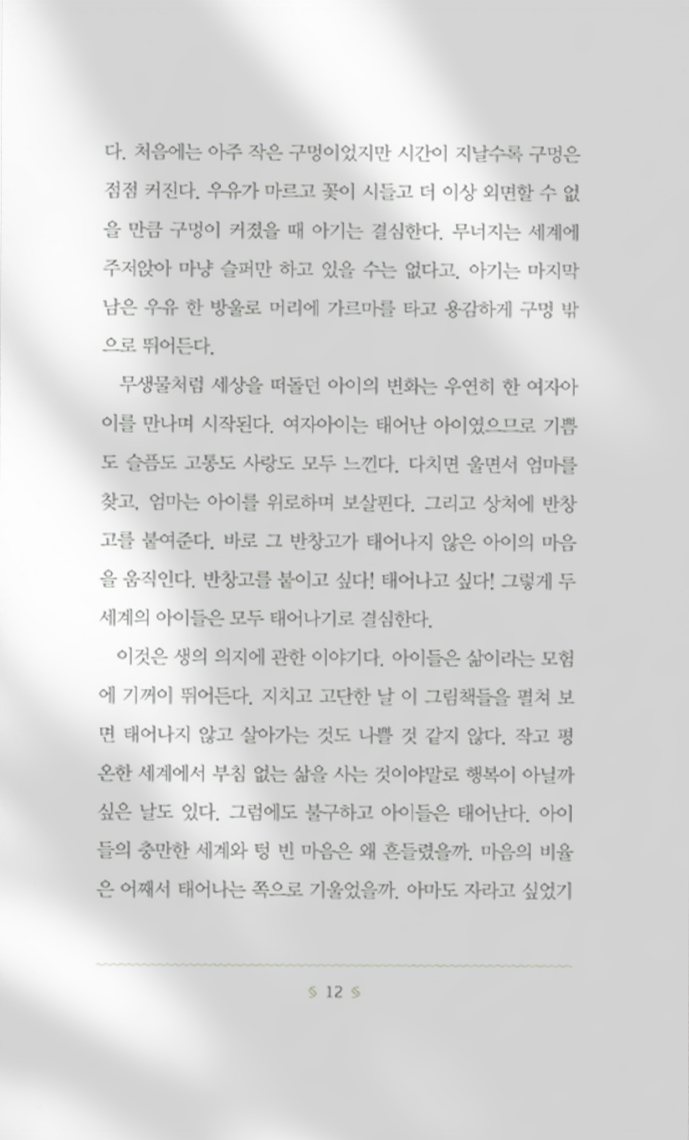 다. 처음에는 아주 작은 구멍이었지만 시간이 지날수록 구멍은
점점 커진다. 우유가 마르고 꽃이 시들고 더 이상 외면할 수 없
을 만큼 구멍이 커졌을 때 아기는 결심한다. 무너지는 세계에
주저앉아 마냥 슬퍼만 하고 있을 수는 없다고. 아기는 마지막
남은 우유 한 방울로 머리에 가르마를 타고 용감하게 구멍 밖
으로 뛰어든다.
무생물처럼 세상을 떠돌던 아이의 변화는 우연히 한 여자아
이를 만나며 시작된다. 여자아이는 태어난 아이였으므로 기쁨
도 슬픔도 고통도 사랑도 모두 느낀다. 다치면 울면서 엄마를
찾고, 엄마는 아이를 위로하며 보살핀다. 그리고 상처에 반창
고를 붙여준다. 바로 그 반창고가 태어나지 않은 아이의 마음
을 움직인다. 반창고를 붙이고 싶다! 태어나고 싶다! 그렇게 두
세계의 아이들은 모두 태어나기로 결심한다.
이것은 생의 의지에 관한 이야기다. 아이들은 삶이라는 모험
에 기꺼이 뛰어든다. 지치고 고단한 날 이 그림책들을 펼쳐 보
면 태어나지 않고 살아가는 것도 나쁠 것 같지 않다. 작고 평
온한 세계에서 부침 없는 삶을 사는 것이야말로 행복이 아닐까
싶은 날도 있다. 그럼에도 불구하고 아이들은 태어난다. 아이
들의 충만한 세계와 텅 빈 마음은 왜 흔들렸을까. 마음의 비율
은 어째서 태어나는 쪽으로 기울었을까. 아마도 자라고 싶었기
12